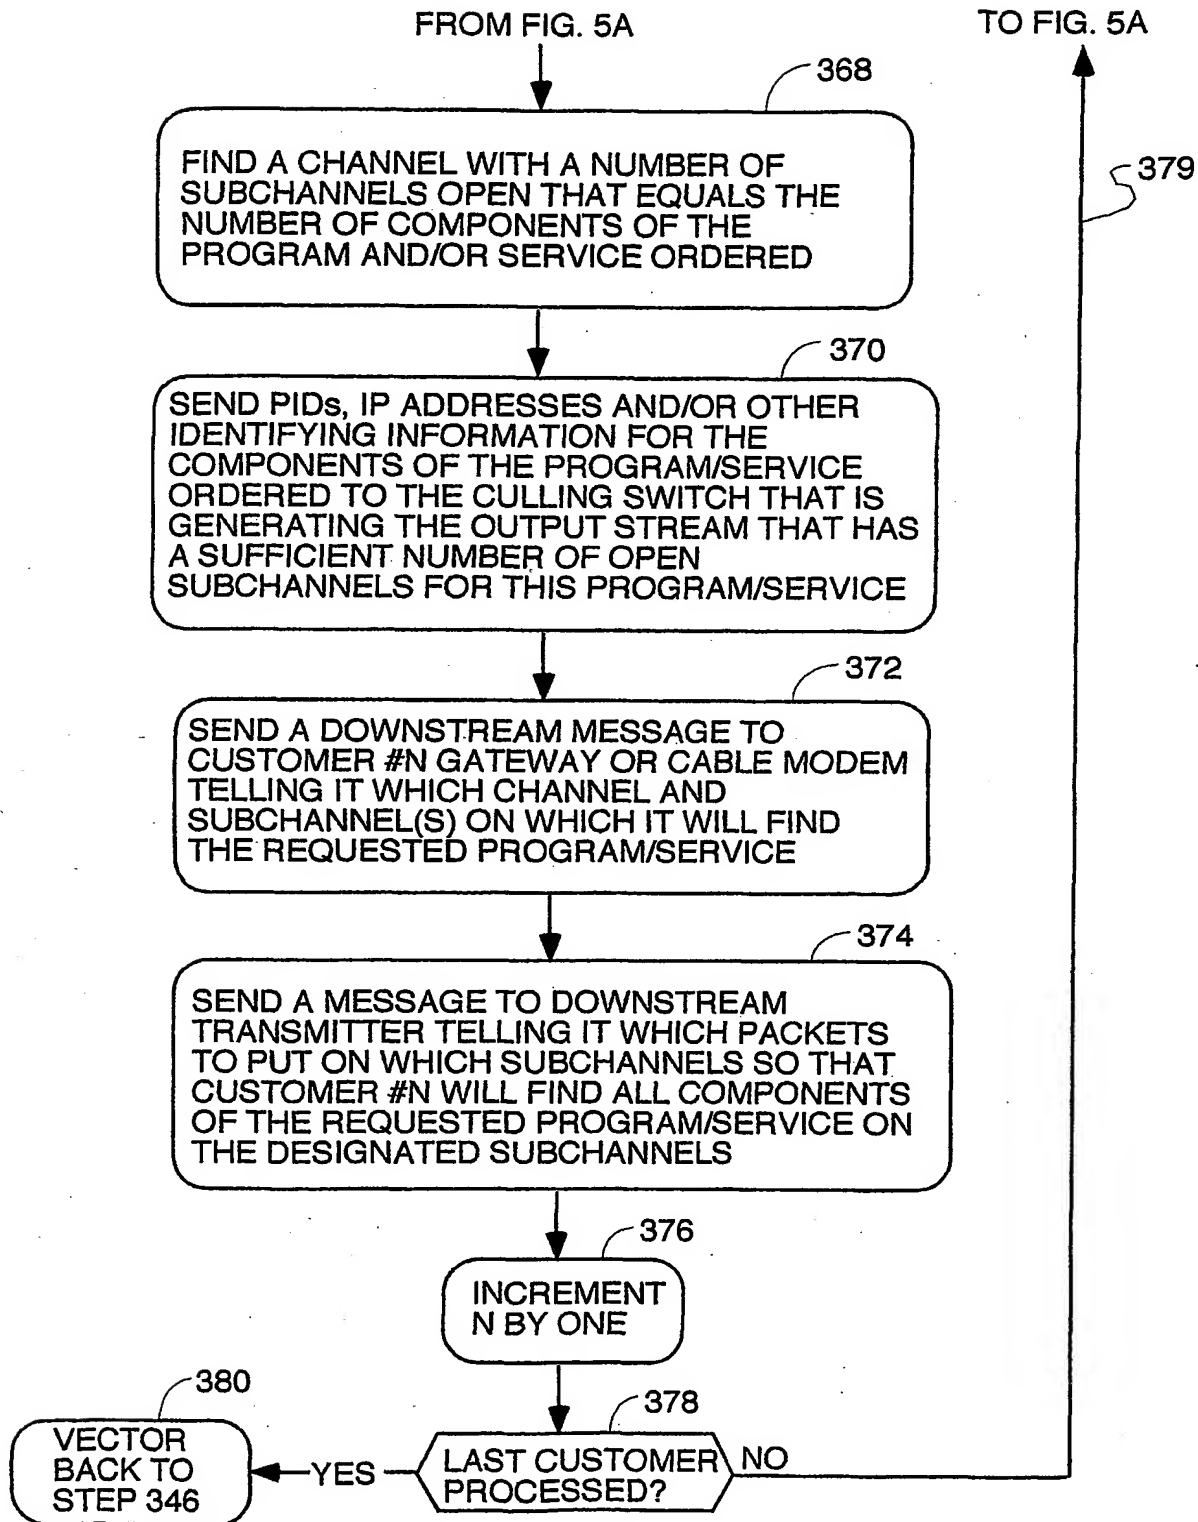 FROM FIG. 5A
TO FIG. 5A
368
FIND A CHANNEL WITH A NUMBER OF
SUBCHANNELS OPEN THAT EQUALS THE
NUMBER OF COMPONENTS OF THE
PROGRAM AND/OR SERVICE ORDERED
379
370
SEND PIDs, IP ADDRESSES AND/OR OTHER
IDENTIFYING INFORMATION FOR THE
COMPONENTS OF THE PROGRAM/SERVICE
ORDERED TO THE CULLING SWITCH THAT IS
GENERATING THE OUTPUT STREAM THAT HAS
A SUFFICIENT NUMBER OF OPEN
SUBCHANNELS FOR THIS PROGRAM/SERVICE
372
SEND A DOWNSTREAM MESSAGE TO
CUSTOMER #N GATEWAY OR CABLE MODEM
TELLING IT WHICH CHANNEL AND
SUBCHANNEL(S) ON WHICH IT WILL FIND
THE REQUESTED PROGRAM/SERVICE
374
SEND A MESSAGE TO DOWNSTREAM
TRANSMITTER TELLING IT WHICH PACKETS
TO PUT ON WHICH SUBCHANNELS SO THAT
CUSTOMER #N WILL FIND ALL COMPONENTS
OF THE REQUESTED PROGRAM/SERVICE ON
THE DESIGNATED SUBCHANNELS
376
INCREMENT
N BY ONE
378
LAST CUSTOMER
PROCESSED?
NO
YES
380
VECTOR
BACK TO
STEP 346